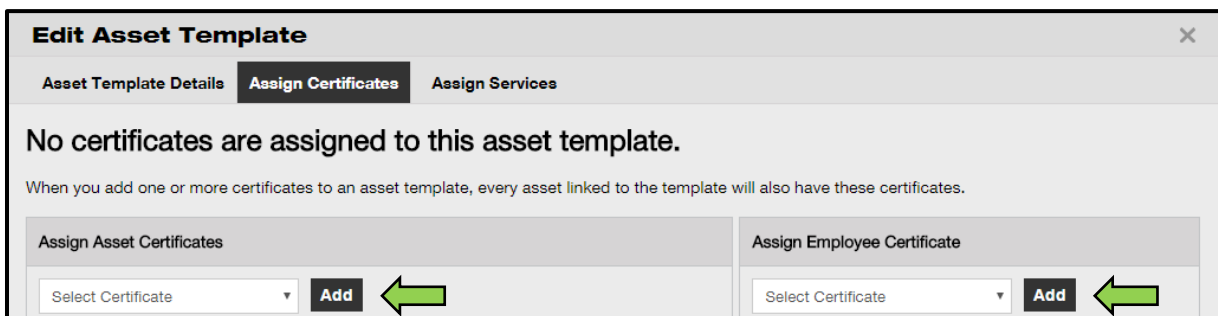 Edit Asset Template
Asset Template Details Assign Certificates Assign Services
No certificates are assigned to this asset template.
When you add one or more certificates to an asset template, every asset linked to the template will also have these certificates.
Assign Asset Certificates
Select Certificate Add
Assign Employee Certificate
Select Certificate Add